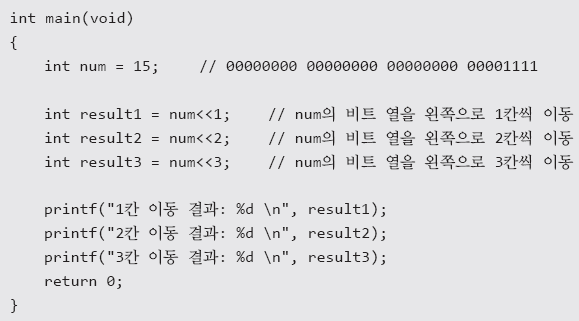 int main(void)
{
    int num = 15;     // 00000000 00000000 00000000 00001111

    int result1 = num<<1;     // num의 비트 열을 왼쪽으로 1칸씩 이동
    int result2 = num<<2;     // num의 비트 열을 왼쪽으로 2칸씩 이동
    int result3 = num<<3;     // num의 비트 열을 왼쪽으로 3칸씩 이동

    printf("1칸 이동 결과: %d \n", result1);
    printf("2칸 이동 결과: %d \n", result2);
    printf("3칸 이동 결과: %d \n", result3);
    return 0;
}